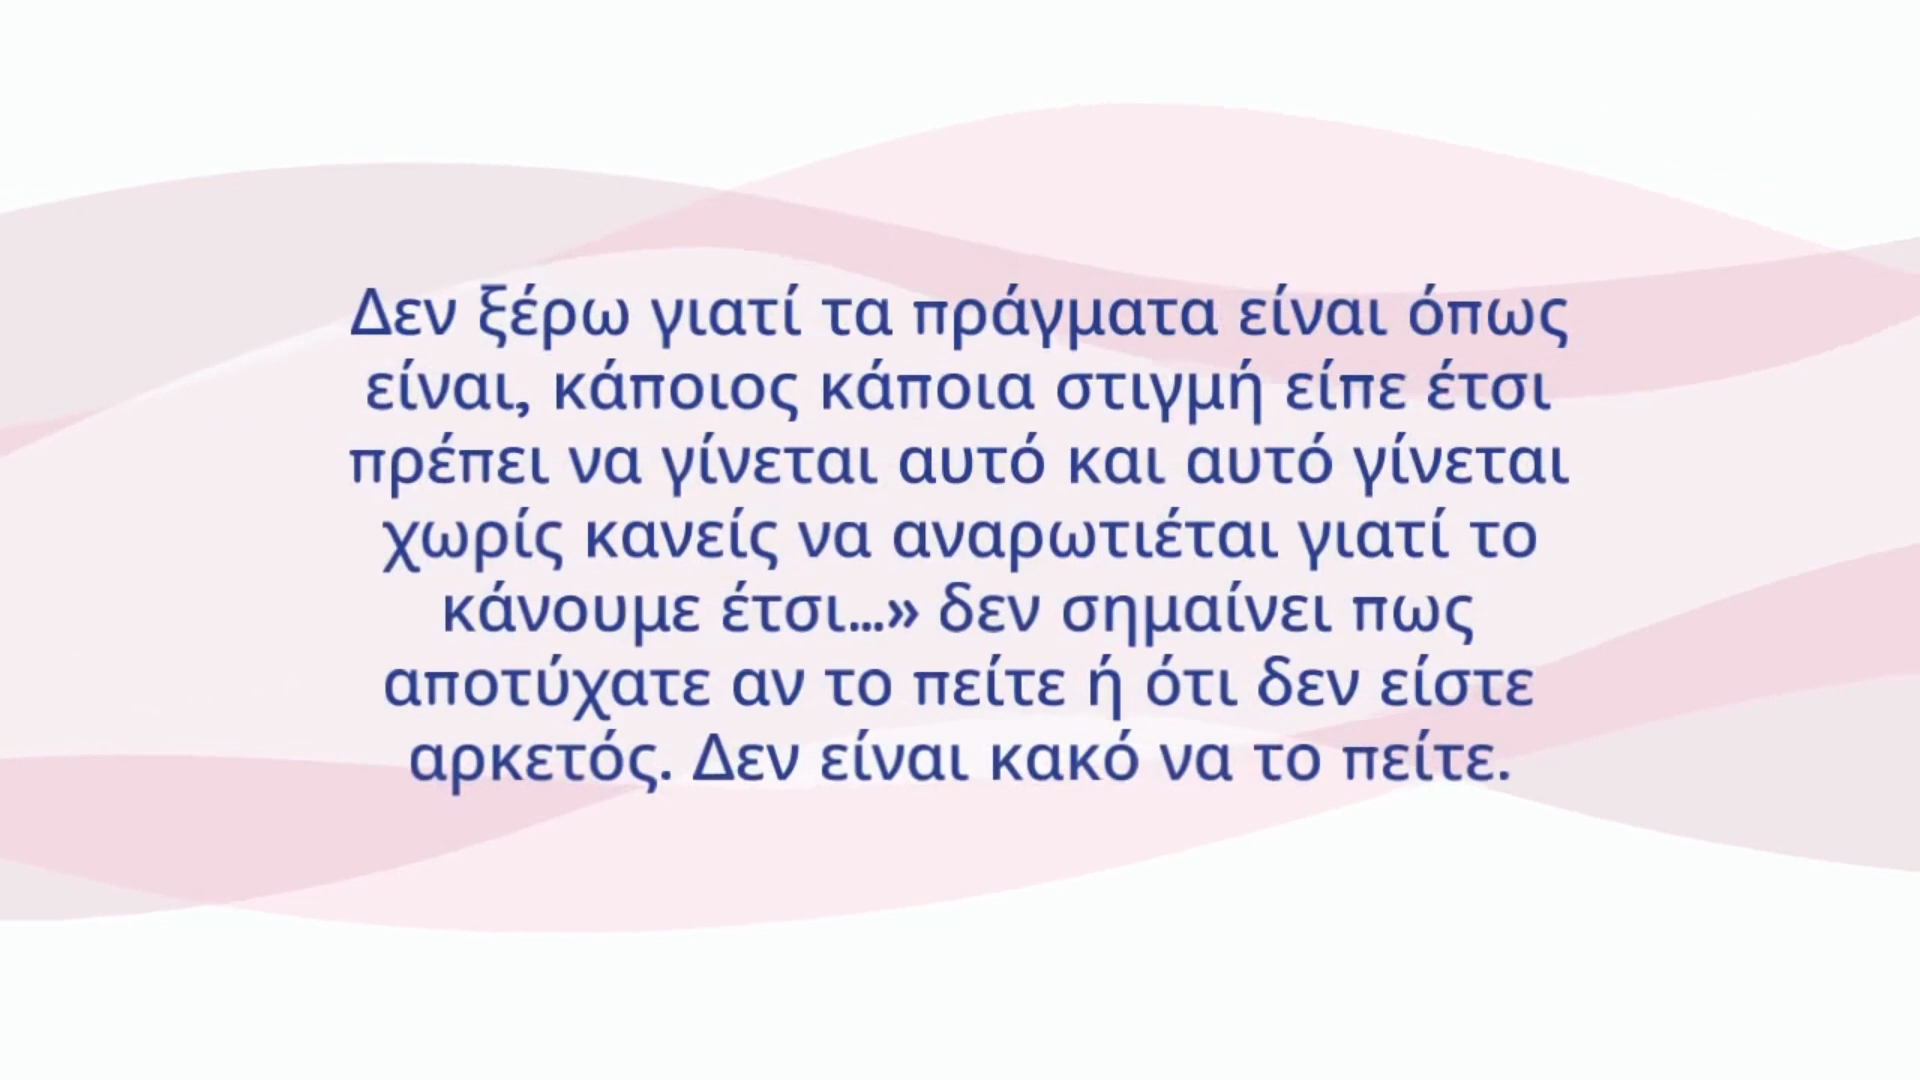 Δεν ξέρω γιατί τα πράγματα είναι όπως
είναι, κάποιος κάποια στιγμή είπε έτσι
πρέπει να γίνεται αυτό και αυτό γίνεται
χωρίς κανείς να αναρωτιέται γιατί το
κάνουμε έτσι...» δεν σημαίνει πως
αποτύχατε αν το πείτε ή ότι δεν είστε
αρκετός. Δεν είναι κακό να το πείτε.